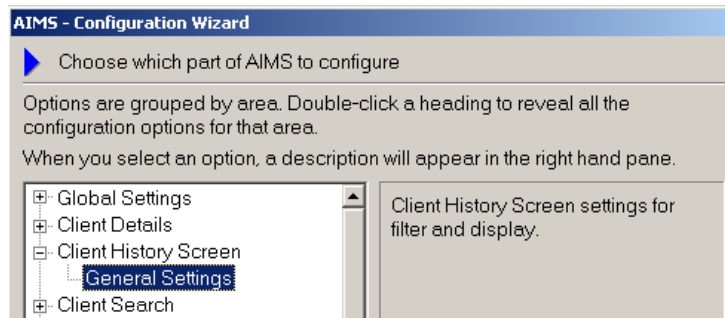 AIMS - Configuration Wizard
Choose which part of AIMS to configure
Options are grouped by area. Double-click a heading to reveal all the
configuration options for that area.
When you select an option, a description will appear in the right hand pane.
Global Settings
Client Details
Client History Screen
General Settings
Client Search
Client History Screen settings for
filter and display.